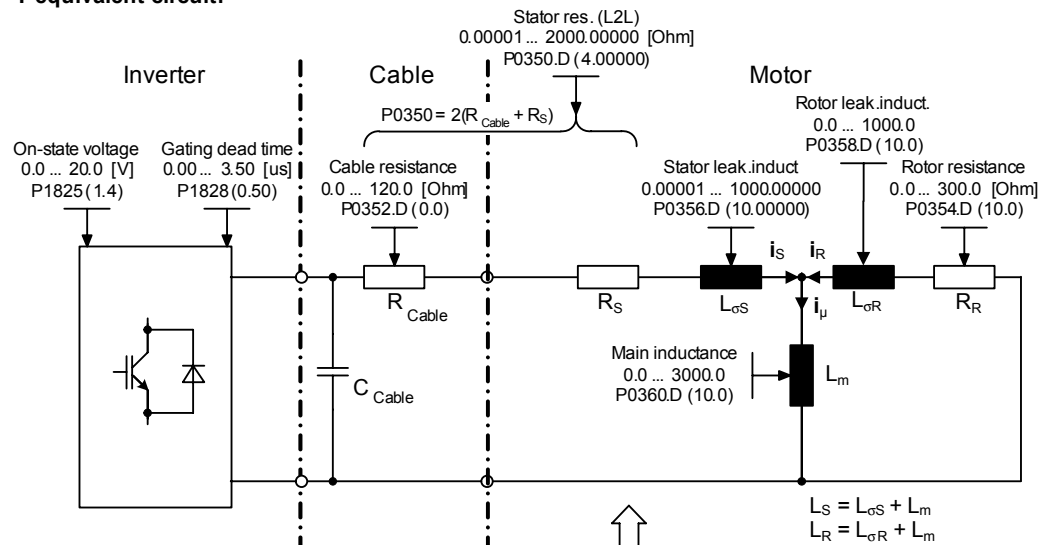 Stator res. (L2L)
0.00001 ... 2000.00000 [Ohm]
P0350.D (4.00000)
Inverter
Cable
Motor
P0350 = 2(R Cable + RS)
Rotor leak.induct.
0.0 ... 1000.0
P0358.D (10.0)
On-state voltage
0.0 ... 20.0 [V]
P1825 (1.4)
Gating dead time
0.00 ... 3.50 [us]
P1828 (0.50)
Cable resistance
0.0 ... 120.0 [Ohm]
P0352.D (0.0)
Stator leak.induct
0.00001 ... 1000.00000
P0356.D (10.00000)
Rotor resistance
0.0 ... 300.0 [Ohm]
P0354.D (10.0)
iS
iR
R Cable
RS
LσS
LσR
RR
iμ
Main inductance
0.0 ... 3000.0
P0360.D (10.0)
Lm
C Cable
LS = LσS + Lm
LR = LσR + Lm